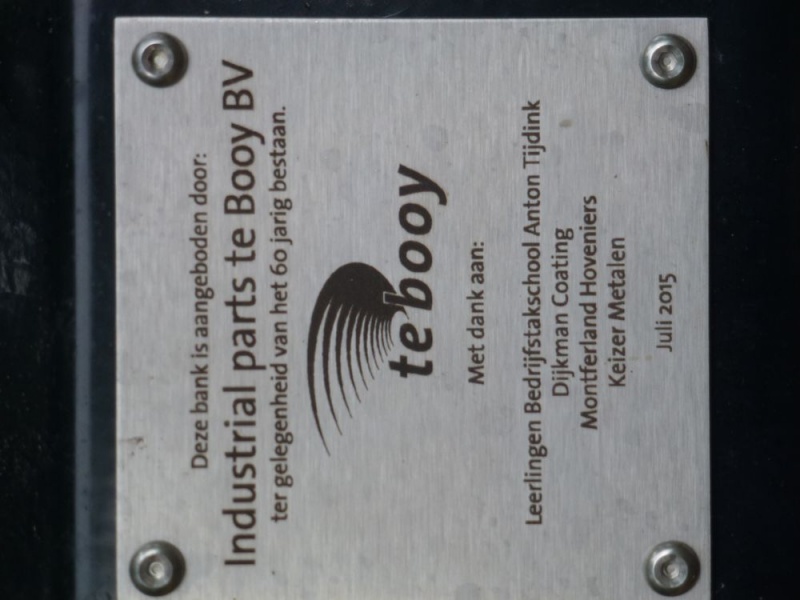 Deze bank is aangeboden door:
Industrial parts te Booy BV
ter gelegenheid van het 60 jarig bestaan.
te booy
Met dank aan:
Leerlingen Bedrijfstakschool Anton Tijdink
Dijkman Coating
Montferland Hoveniers
Keizer Metalen
Juli 2015